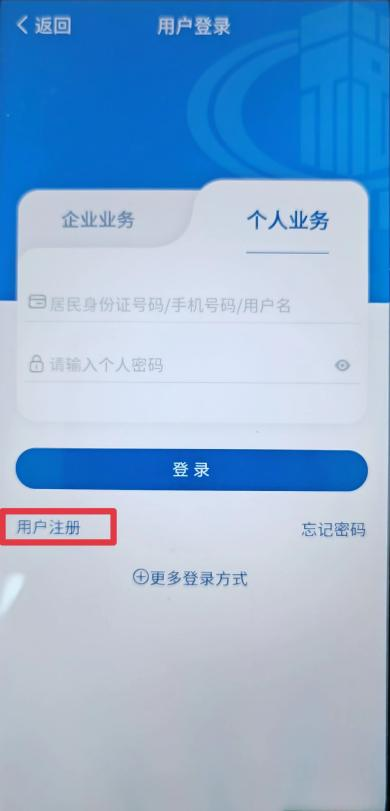 返回
用户登录
企业业务
个人业务
居民身份证号码/手机号码/用户名
请输入个人密码
登录
用户注册
忘记密码
更多登录方式